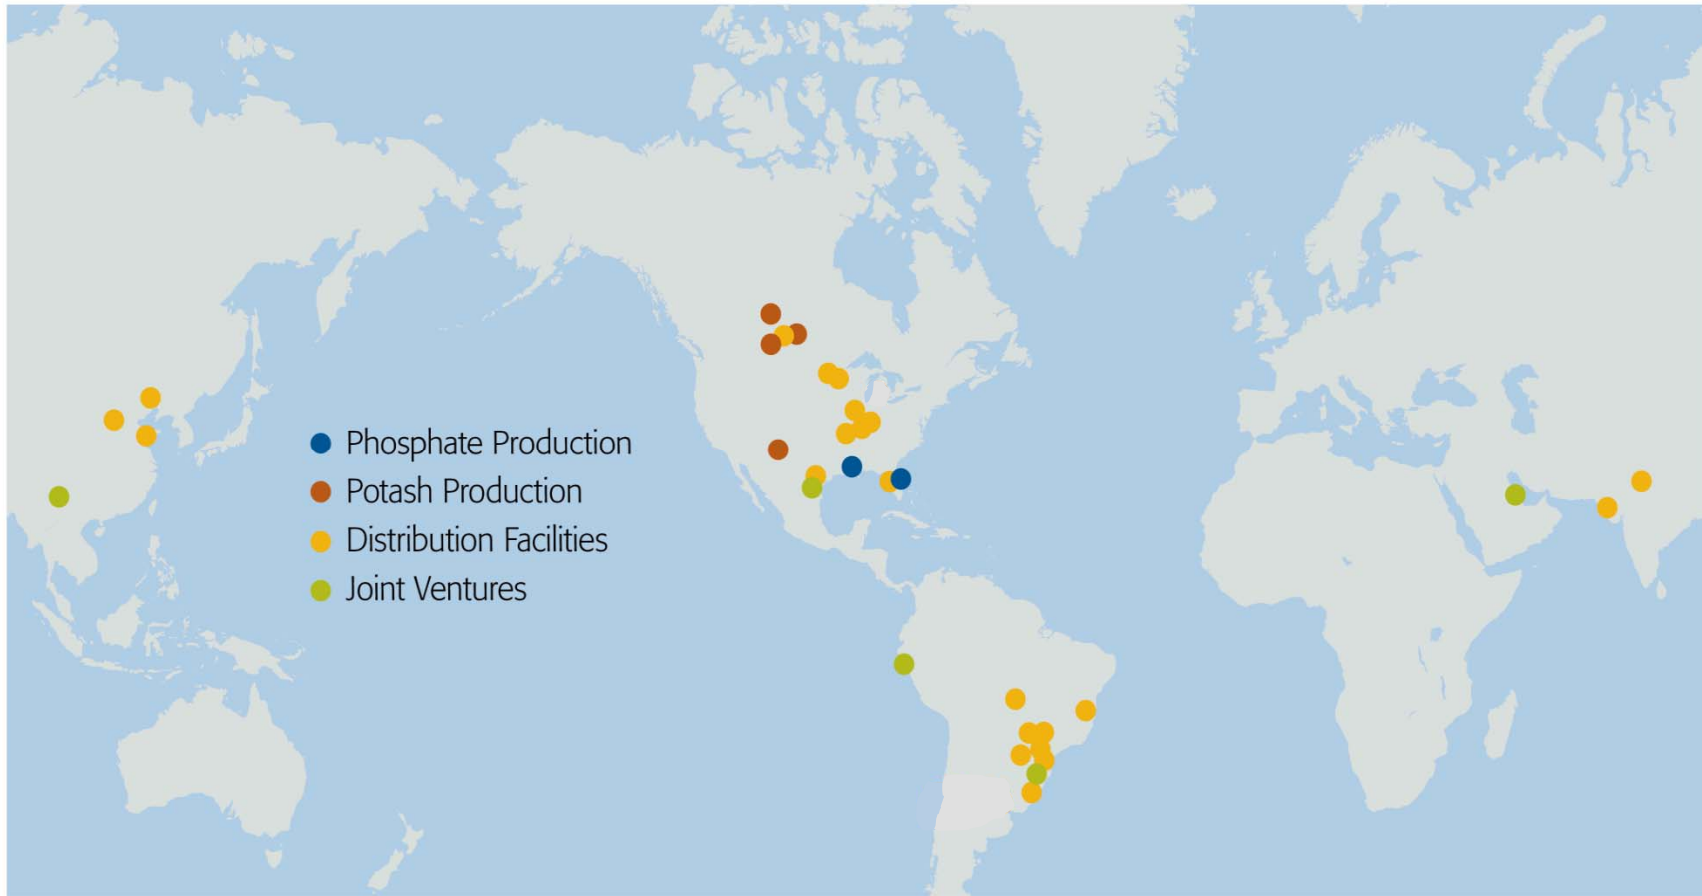 Phosphate Production
Potash Production
Distribution Facilities
Joint Ventures